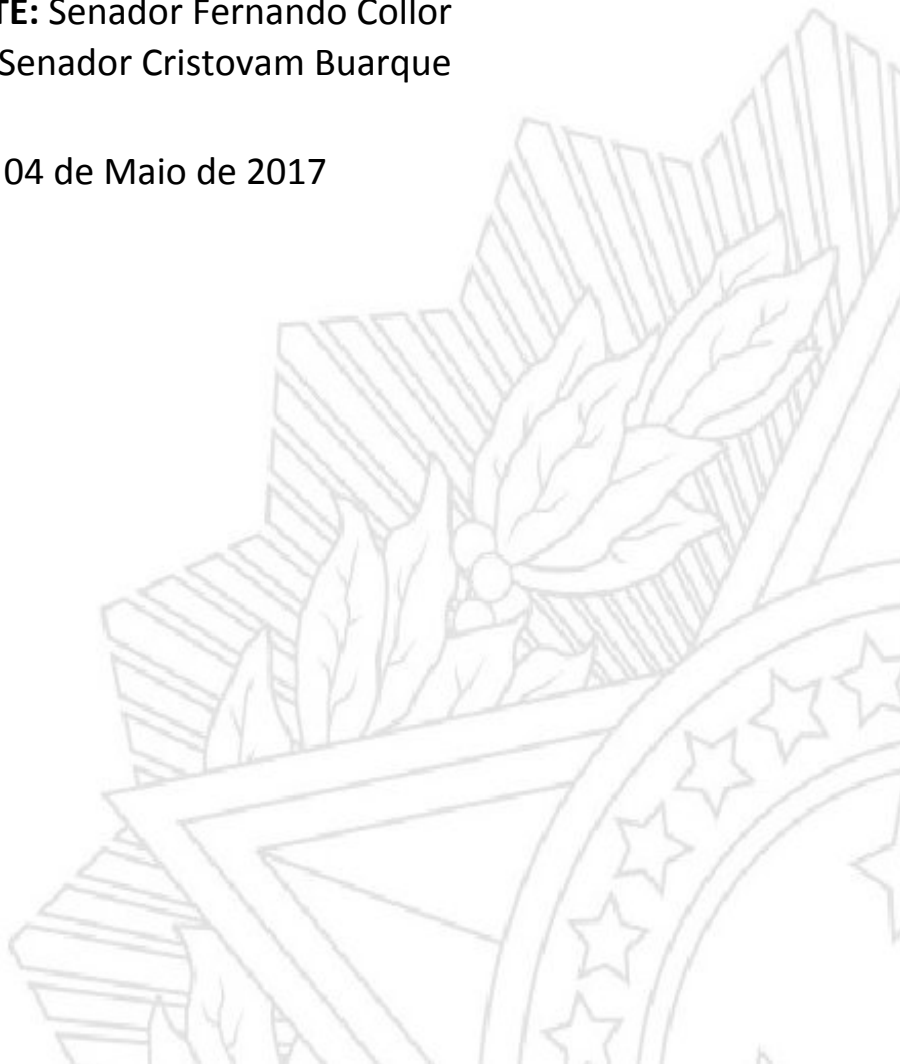 TE: Senador Fernando Collor
Senador Cristovam Buarque
04 de Maio de 2017